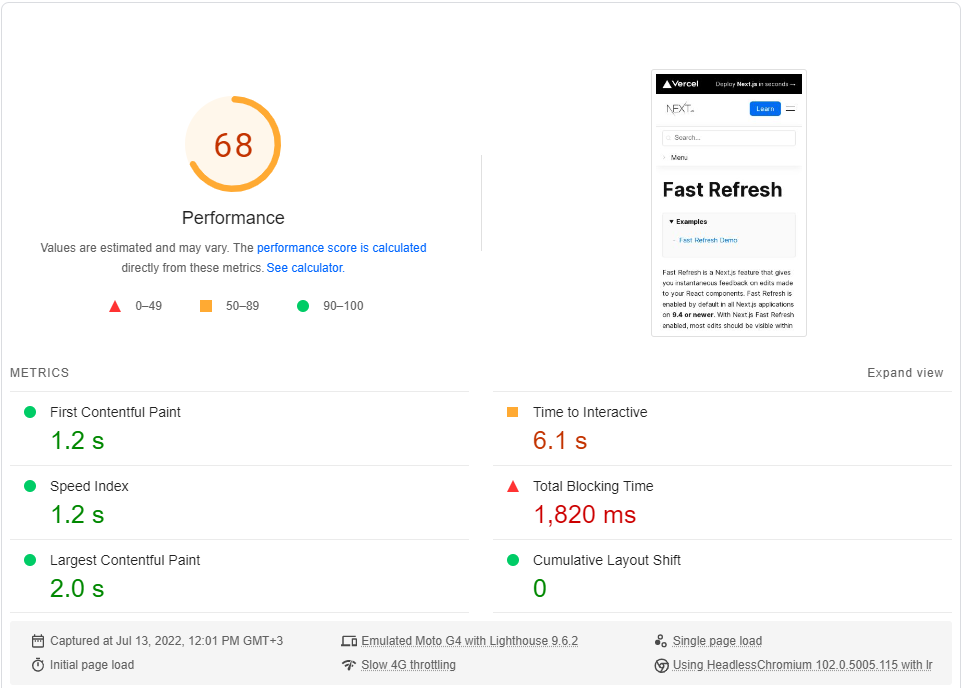 68
Performance
Values are estimated and may vary. The performance score is calculated
directly from these metrics. See calculator.
0–49
50–89
90–100
Vercel
Deploy Next.js in seconds →
NEXT.js
Learn
Search...
Menu
Fast Refresh
▼ Examples
Fast Refresh Demo
Fast Refresh is a Next.js feature that gives
you instantaneous feedback on edits made
to your React components. Fast Refresh is
enabled by default in all Next.js applications
on 9.4 or newer. With Next.js Fast Refresh
enabled, most edits should be visible within
METRICS
Expand view
First Contentful Paint
1.2 s
Time to Interactive
6.1 s
Speed Index
1.2 s
Total Blocking Time
1,820 ms
Largest Contentful Paint
2.0 s
Cumulative Layout Shift
0
Captured at Jul 13, 2022, 12:01 PM GMT+3
Emulated Moto G4 with Lighthouse 9.6.2
Single page load
Initial page load
Slow 4G throttling
Using HeadlessChromium 102.0.5005.115 with lr